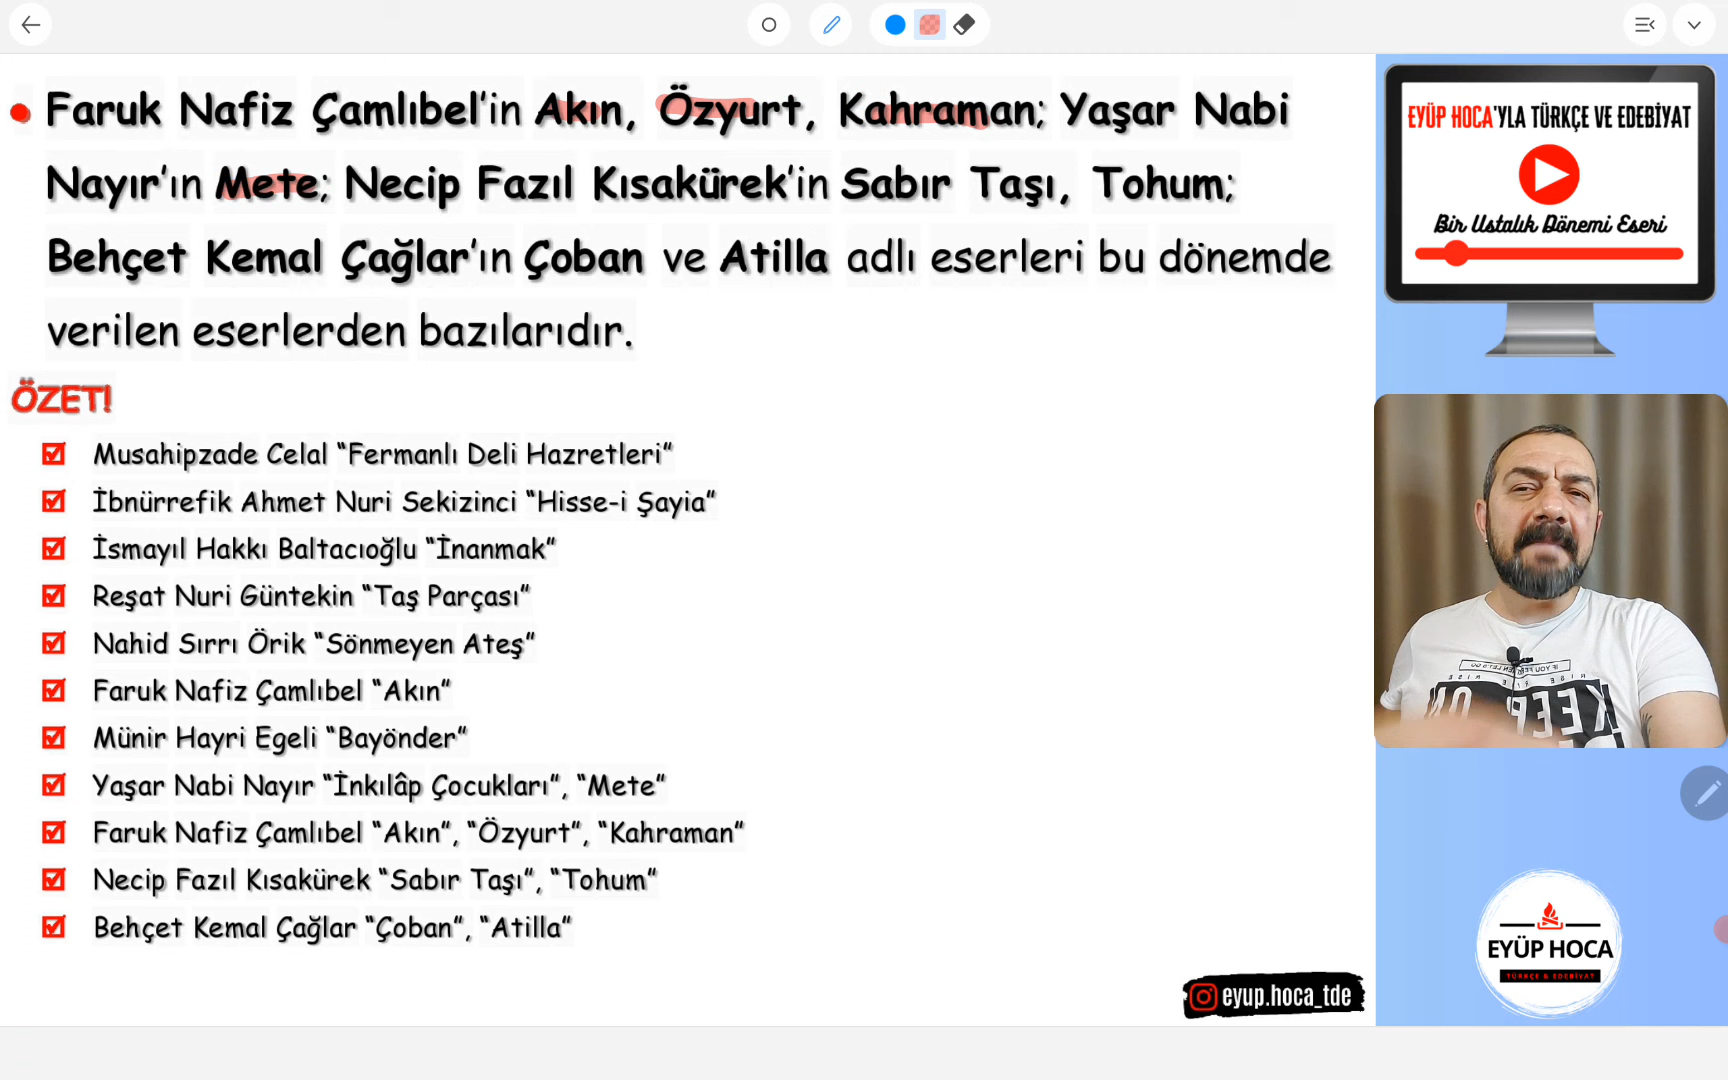 Faruk Nafiz Çamlıbel'in Akın, Özyurt, Kahraman; Yaşar Nabi
Nayır'ın Mete; Necip Fazıl Kısakürek'in Sabır Taşı, Tohum;
Behçet Kemal Çağlar'ın Çoban ve Atilla adlı eserleri bu dönemde
verilen eserlerden bazılarıdır.
ÖZET!
Musahipzade Celal “Fermanlı Deli Hazretleri”
İbnürrefik Ahmet Nuri Sekizinci “Hisse-i Şayia”
İsmayıl Hakkı Baltacıoğlu “İnanmak”
Reşat Nuri Güntekin “Taş Parçası”
Nahid Sırrı Örik “Sönmeyen Ateş”
Faruk Nafiz Çamlıbel “Akın”
Münir Hayri Egeli “Bayönder”
Yaşar Nabi Nayır “İnkılâp Çocukları”, “Mete”
Faruk Nafiz Çamlıbel “Akın”, “Özyurt”, “Kahraman”
Necip Fazıl Kısakürek “Sabır Taşı”, “Tohum”
Behçet Kemal Çağlar “Çoban”, “Atilla”
eyup.hoca_tde
EYÜP HOCA'YLA TÜRKÇE VE EDEBİYAT
Bir Ustalık Dönemi Eseri
KEEP ON
EYÜP HOCA
TÜRKÇE & EDEBİYAT